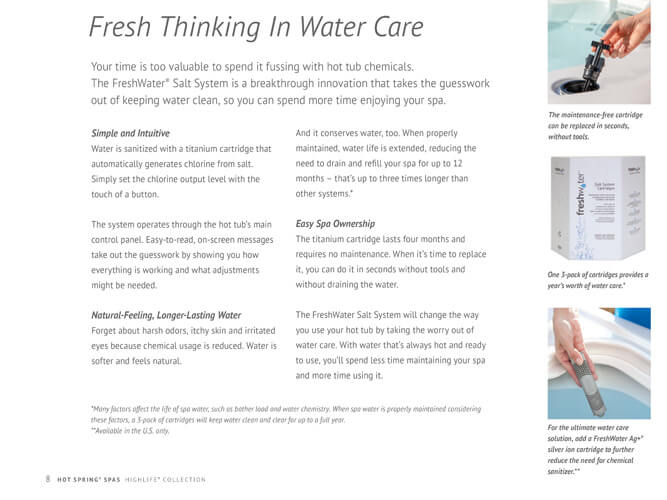 Fresh Thinking In Water Care
Your time is too valuable to spend it fussing with hot tub chemicals.
The FreshWater® Salt System is a breakthrough innovation that takes the guesswork
out of keeping water clean, so you can spend more time enjoying your spa.
Simple and Intuitive
Water is sanitized with a titanium cartridge that
automatically generates chlorine from salt.
Simply set the chlorine output level with the
touch of a button.
The system operates through the hot tub's main
control panel. Easy-to-read, on-screen messages
take out the guesswork by showing you how
everything is working and what adjustments
might be needed.
Natural-Feeling, Longer-Lasting Water
Forget about harsh odors, itchy skin and irritated
eyes because chemical usage is reduced. Water is
softer and feels natural.
And it conserves water, too. When properly
maintained, water life is extended, reducing the
need to drain and refill your spa for up to 12
months – that's up to three times longer than
other systems.*
Easy Spa Ownership
The titanium cartridge lasts four months and
requires no maintenance. When it's time to replace
it, you can do it in seconds without tools and
without draining the water.
The FreshWater Salt System will change the way
you use your hot tub by taking the worry out of
water care. With water that's always hot and ready
to use, you'll spend less time maintaining your spa
and more time using it.
*Many factors affect the life of spa water, such as bather load and water chemistry. When spa water is properly maintained considering
these factors, a 3-pack of cartridges will keep water clean and clear for up to a full year.
**Available in the U.S. only.
The maintenance-free cartridge
can be replaced in seconds,
without tools.
freshwater
Salt System
Cartridges
One 3-pack of cartridges provides a
year's worth of water care.*
For the ultimate water care
solution, add a FreshWater Ag+®
silver ion cartridge to further
reduce the need for chemical
sanitizer.**
8 HOT SPRING® SPAS HIGHLIFE® COLLECTION